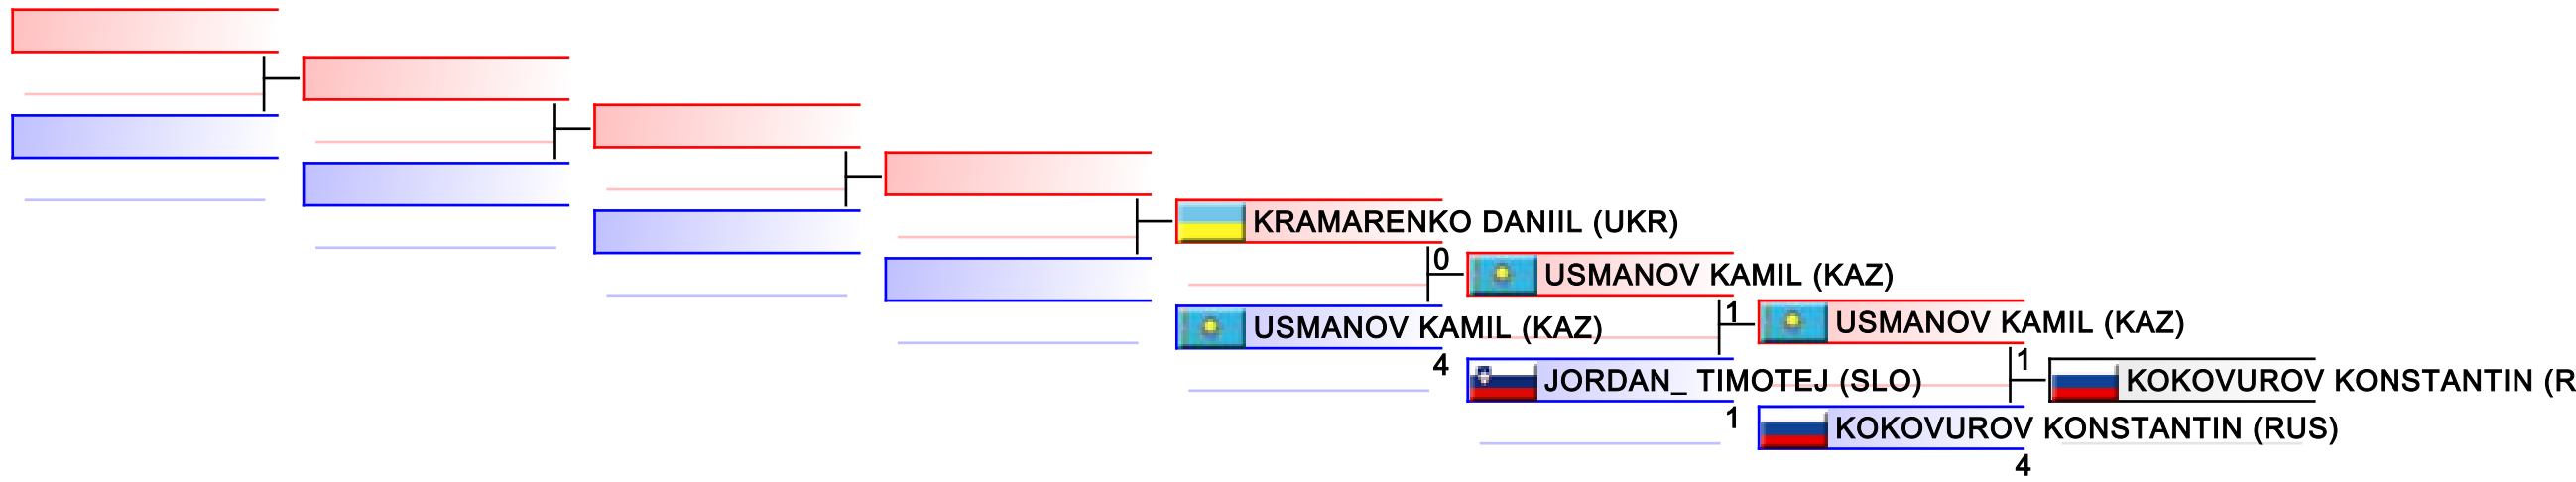 KRAMARENKO DANIIL (UKR)
0
USMANOV KAMIL (KAZ)
4
USMANOV KAMIL (KAZ)
1
JORDAN_ TIMOTEJ (SLO)
1
USMANOV KAMIL (KAZ)
1
KOKOVUROV KONSTANTIN (RUS)
4
KOKOVUROV KONSTANTIN (R